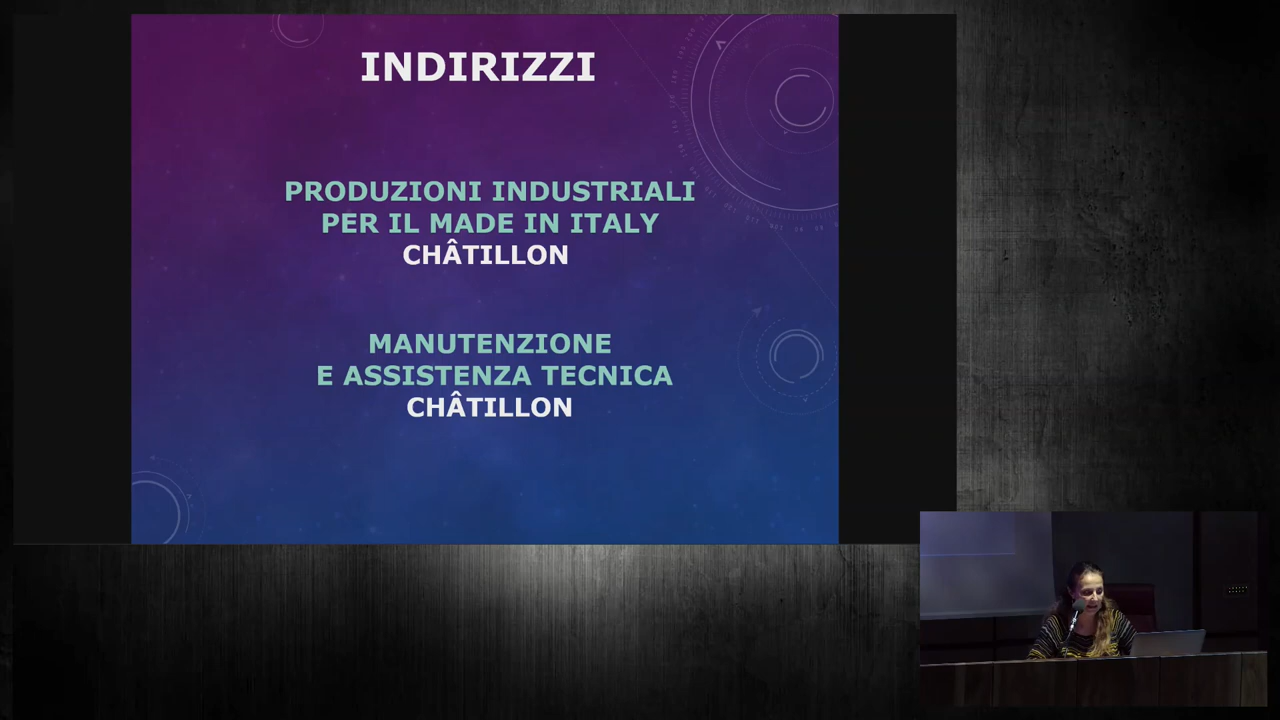 INDIRIZZI
PRODUZIONI INDUSTRIALI
PER IL MADE IN ITALY
CHÂTILLON
MANUTENZIONE
E ASSISTENZA TECNICA
CHÂTILLON